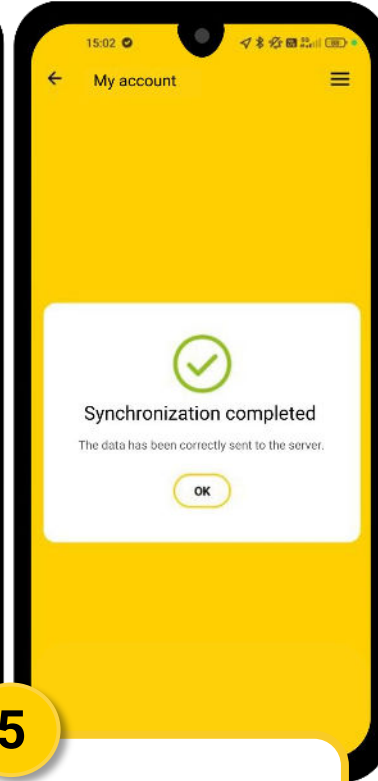 15:02
My account
Synchronization completed
The data has been correctly sent to the server.
OK
5